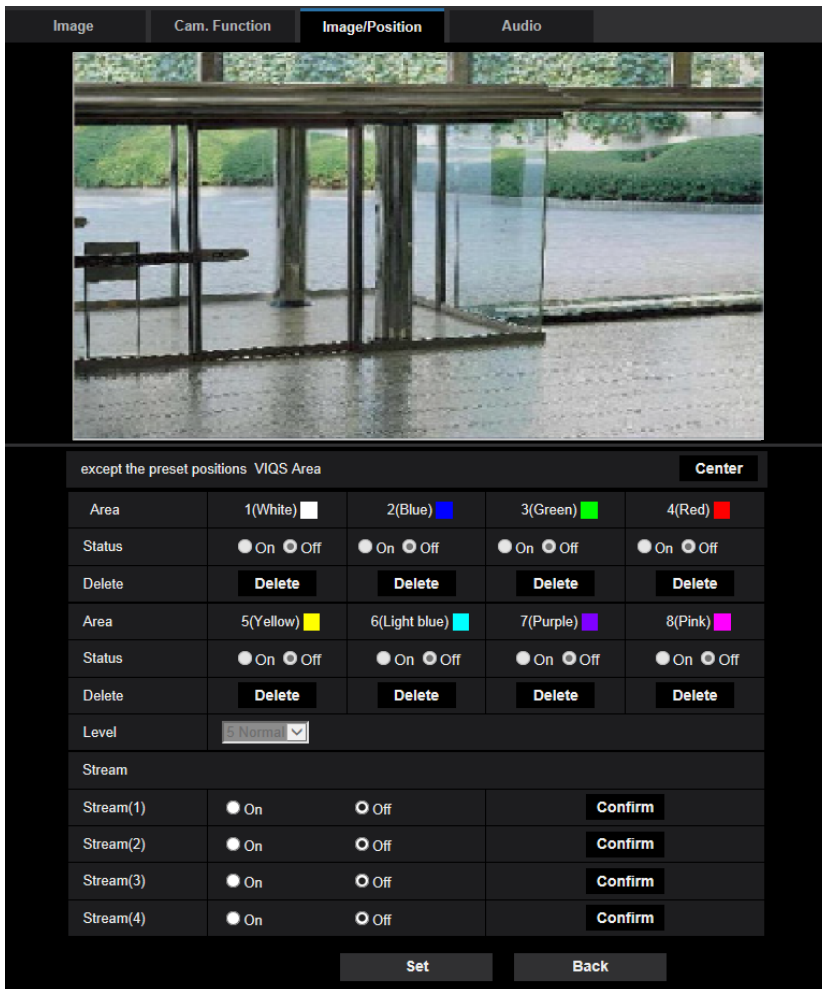 Image Cam. Function Image/Position Audio
except the preset positions VIQS Area Center
Area 1(White) 2(Blue) 3(Green) 4(Red)
Status On Off On Off On Off On Off
Delete Delete Delete Delete Delete
Area 5(Yellow) 6(Light blue) 7(Purple) 8(Pink)
Status On Off On Off On Off On Off
Delete Delete Delete Delete Delete
Level 5 Normal
Stream
Stream(1) On Off Confirm
Stream(2) On Off Confirm
Stream(3) On Off Confirm
Stream(4) On Off Confirm
Set Back